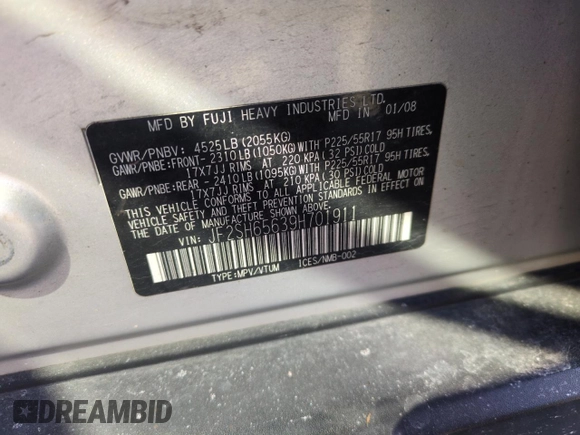 MFD BY FUJI HEAVY INDUSTRIES LTD.
MFD IN 01/08
GVWR/PNBV: 4525LB(2055KG)
GAWR/PNBE:FRONT-2310LB(1050KG)WITH P225/55R17 95H TIRES,
17X7JJ RIMS AT 220 KPA(32 PSI)COLD
GAWR/PNBE:REAR -2410LB(1095KG)WITH P225/55R17 95H TIRES,
17X7JJ RIMS AT 210 KPA(30 PSI)COLD
THIS VEHICLE CONFORMS TO ALL APPLICABLE FEDERAL MOTOR
VEHICLE SAFETY AND THEFT PREVENTION STANDARDS IN EFFECT ON
THE DATE OF MANUFACTURE SHOWN ABOVE.
VIN: JF2SH65639H701911
TYPE:MPV/VTUM ICES/NMB-002
DREAMBID